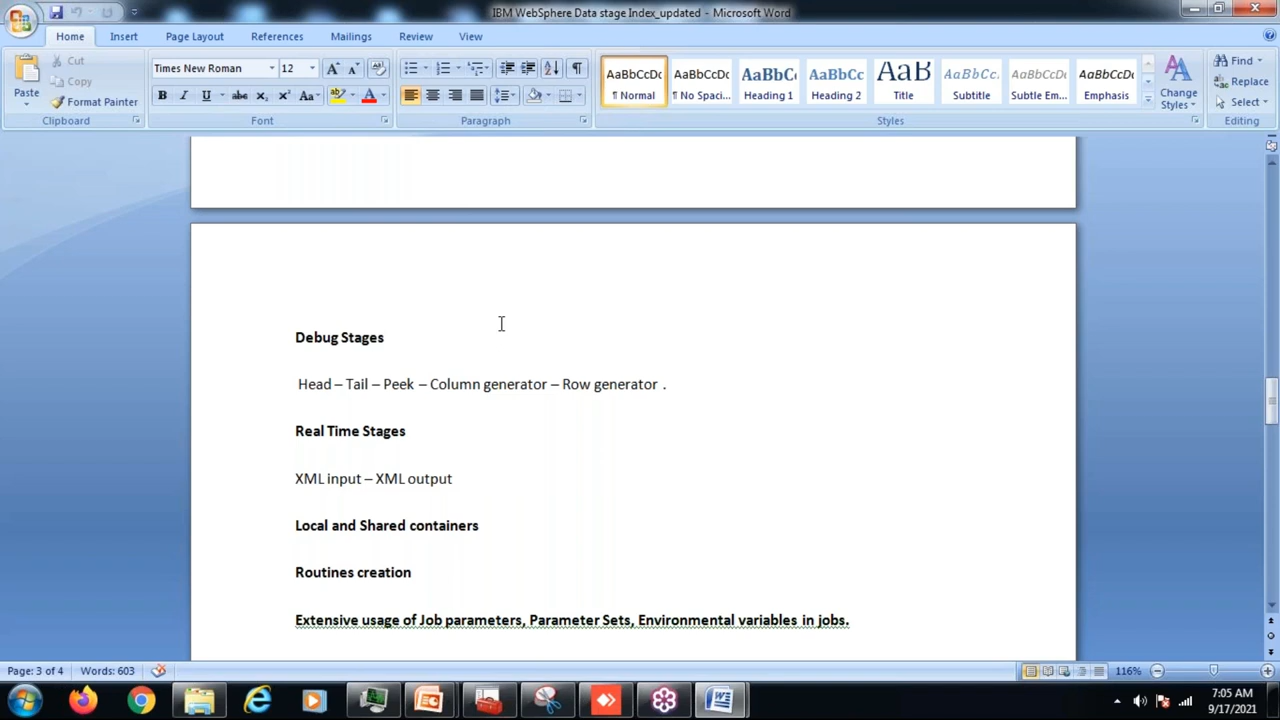 IBM WebSphere Data stage Index_updated - Microsoft Word
Home Insert Page Layout References Mailings Review View
Paste
Cut
Copy
Format Painter
Clipboard
Times New Roman 12
B I U abc x₂ x² Aa
Font
Paragraph
AaBbCcDc AaBbCcDc AaBbCc AaBbCc AaB AaBbCc. AaBbCcDc AaBbCcDc
¶ Normal ¶ No Spaci... Heading 1 Heading 2 Title Subtitle Subtle Em... Emphasis
Change Styles
Styles
Find
Replace
Select
Editing
Debug Stages
Head – Tail – Peek – Column generator – Row generator .
Real Time Stages
XML input – XML output
Local and Shared containers
Routines creation
Extensive usage of Job parameters, Parameter Sets, Environmental variables in jobs.
Page: 3 of 4 Words: 603
116%
7:05 AM
9/17/2021